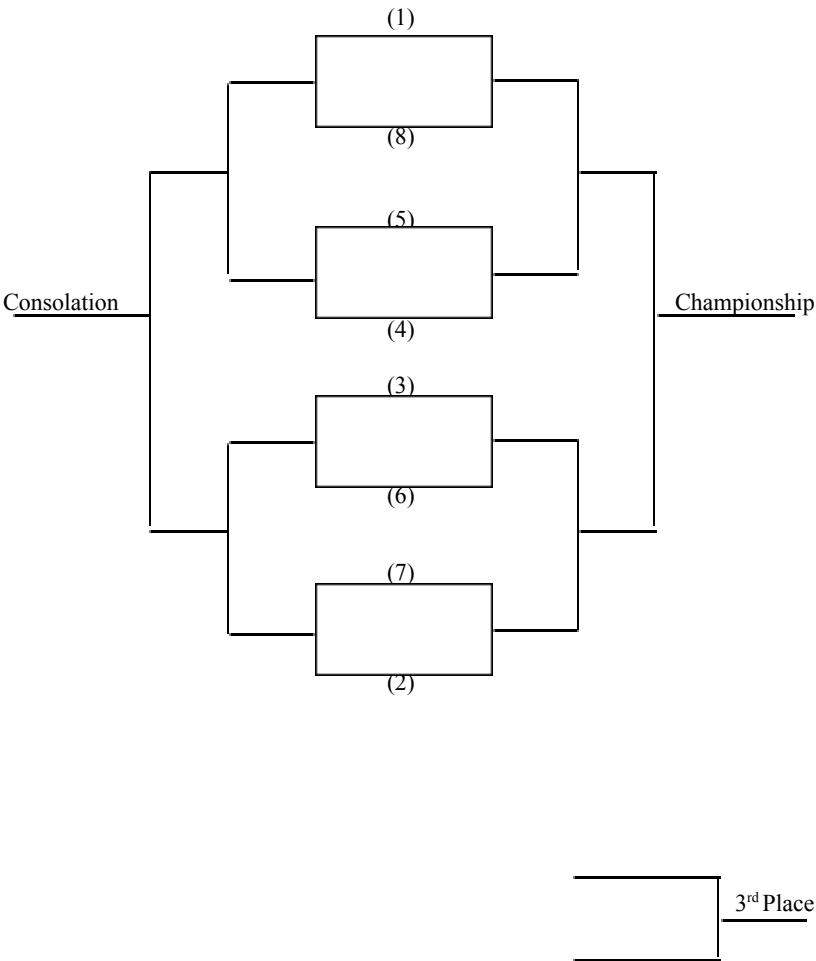 (1)
(8)
(5)
Consolation
Championship
(4)
(3)
(6)
(7)
(2)
3rd Place